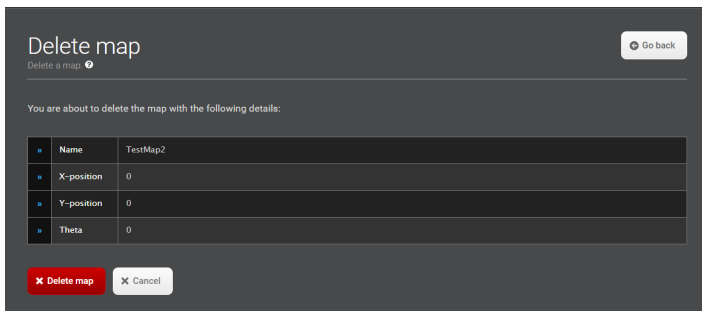 Delete map
Go back
Delete a map.
You are about to delete the map with the following details:
» Name TestMap2
» X-position 0
» Y-position 0
» Theta 0
Delete map Cancel